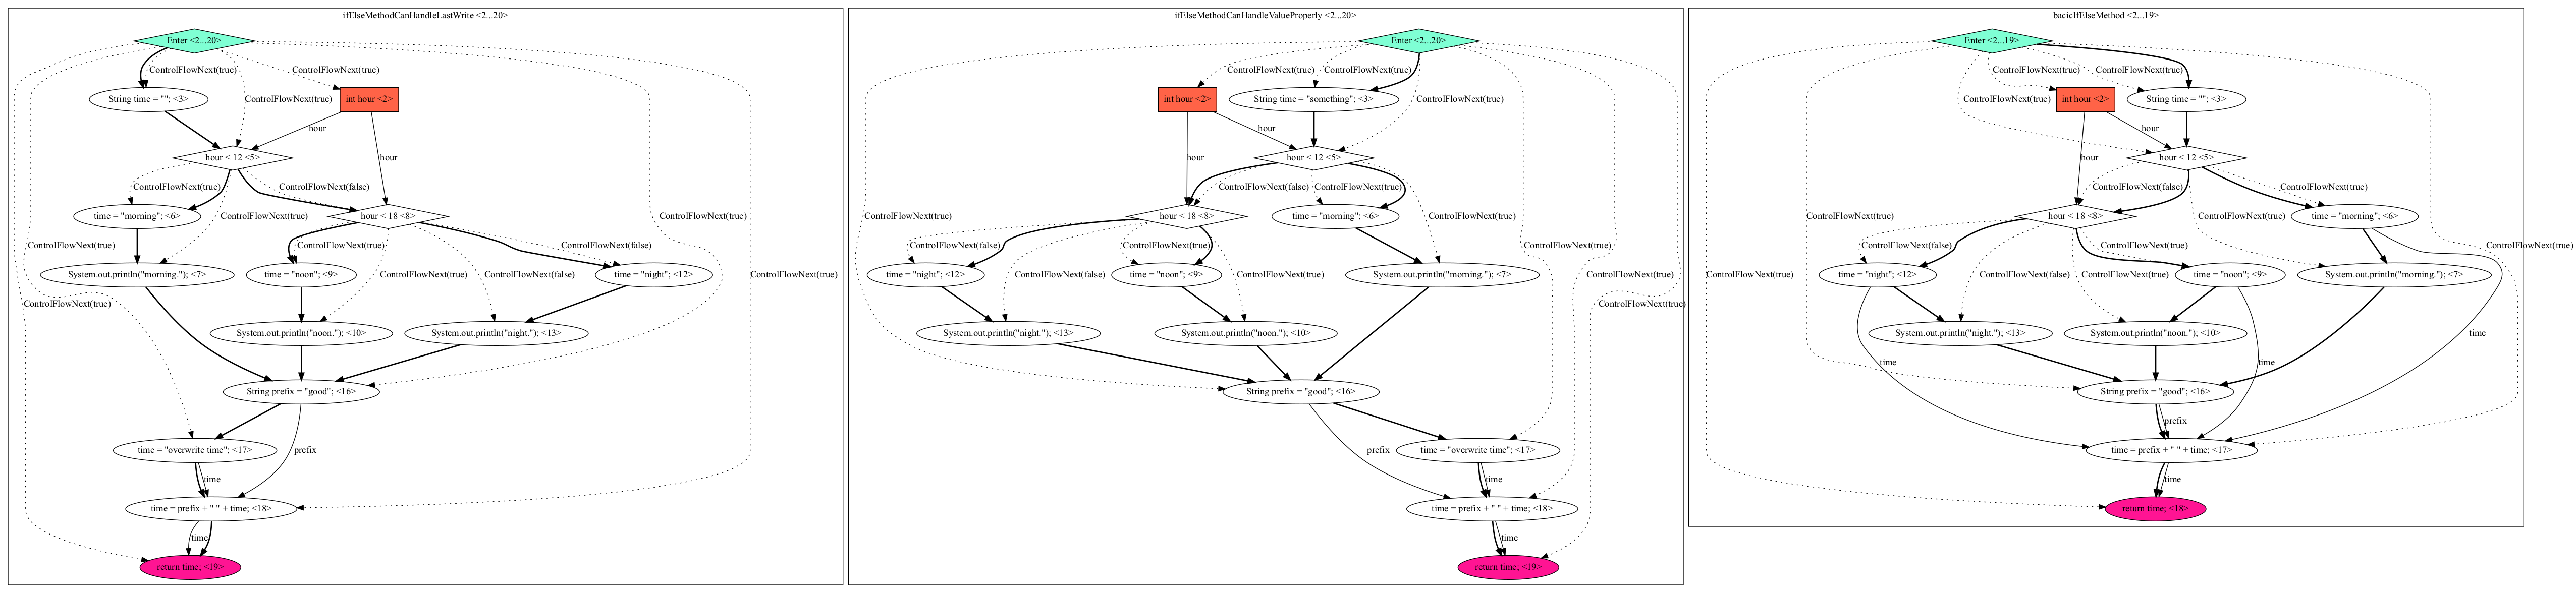 ifElseMethodCanHandleLastWrite <2...20>
Enter <2...20>
ControlFlowNext(true)
ControlFlowNext(true)
String time = ""; <3>
int hour <2>
ControlFlowNext(true)
hour
hour < 12 <5>
hour
ControlFlowNext(true)
ControlFlowNext(false)
time = "morning"; <6>
ControlFlowNext(true)
hour < 18 <8>
ControlFlowNext(true)
ControlFlowNext(true)
ControlFlowNext(true)
ControlFlowNext(false)
System.out.println("morning."); <7>
time = "noon"; <9>
ControlFlowNext(true)
ControlFlowNext(false)
time = "night"; <12>
ControlFlowNext(true)
ControlFlowNext(true)
System.out.println("noon."); <10>
System.out.println("night."); <13>
String prefix = "good"; <16>
time = "overwrite time"; <17>
prefix
time
time = prefix + " " + time; <18>
time
return time; <19>
ifElseMethodCanHandleValueProperly <2...20>
Enter <2...20>
ControlFlowNext(true)
ControlFlowNext(true)
int hour <2>
String time = "something"; <3>
ControlFlowNext(true)
hour
hour
hour < 12 <5>
ControlFlowNext(false)
ControlFlowNext(true)
ControlFlowNext(true)
hour < 18 <8>
time = "morning"; <6>
ControlFlowNext(true)
ControlFlowNext(false)
ControlFlowNext(true)
ControlFlowNext(true)
time = "night"; <12>
ControlFlowNext(false)
time = "noon"; <9>
ControlFlowNext(true)
System.out.println("morning."); <7>
ControlFlowNext(true)
ControlFlowNext(true)
System.out.println("night."); <13>
System.out.println("noon."); <10>
String prefix = "good"; <16>
prefix
time = "overwrite time"; <17>
time
time = prefix + " " + time; <18>
time
return time; <19>
bacicIfElseMethod <2...19>
Enter <2...19>
ControlFlowNext(true)
ControlFlowNext(true)
ControlFlowNext(true)
int hour <2>
String time = ""; <3>
hour
hour
hour < 12 <5>
ControlFlowNext(false)
ControlFlowNext(true)
ControlFlowNext(true)
hour < 18 <8>
ControlFlowNext(true)
time = "morning"; <6>
ControlFlowNext(false)
ControlFlowNext(true)
ControlFlowNext(true)
ControlFlowNext(true)
time = "night"; <12>
ControlFlowNext(false)
ControlFlowNext(true)
time = "noon"; <9>
System.out.println("morning."); <7>
System.out.println("night."); <13>
System.out.println("noon."); <10>
time
time
time
String prefix = "good"; <16>
prefix
time = prefix + " " + time; <17>
time
return time; <18>